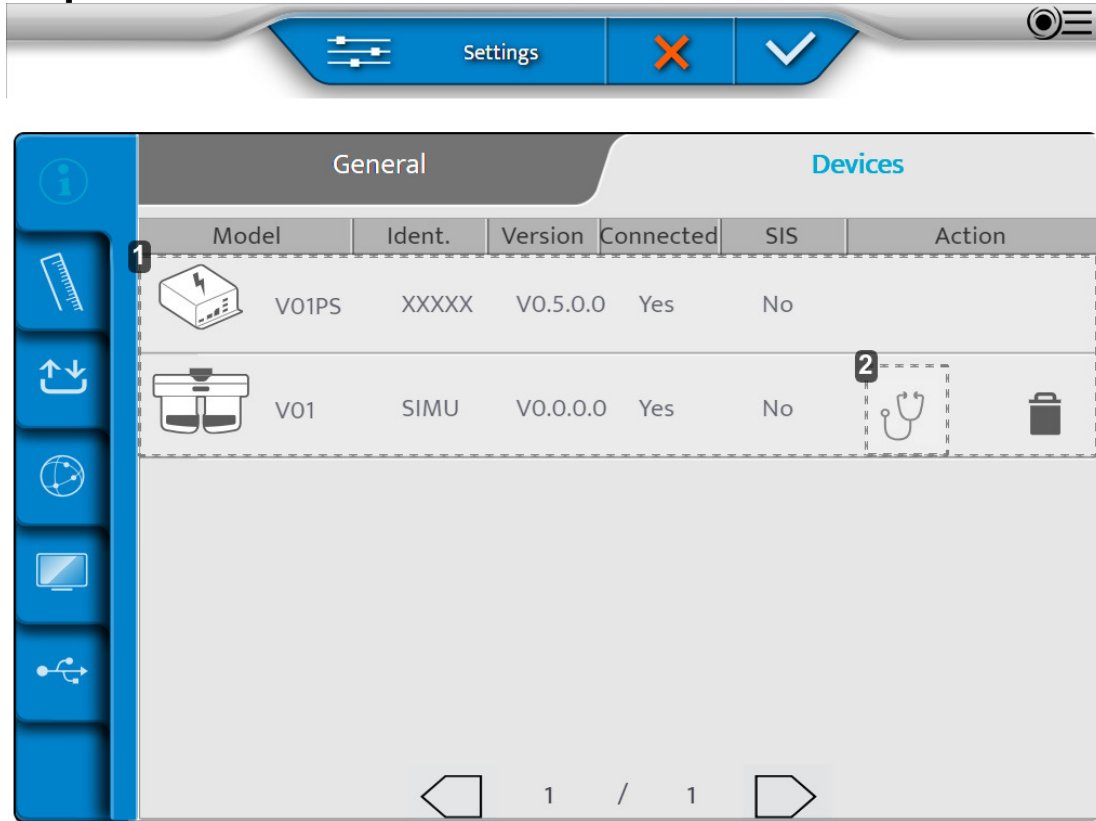 Settings
General Devices
Model Ident. Version Connected SIS Action
1
V01PS XXXXX V0.5.0.0 Yes No
2
V01 SIMU V0.0.0.0 Yes No
1 / 1